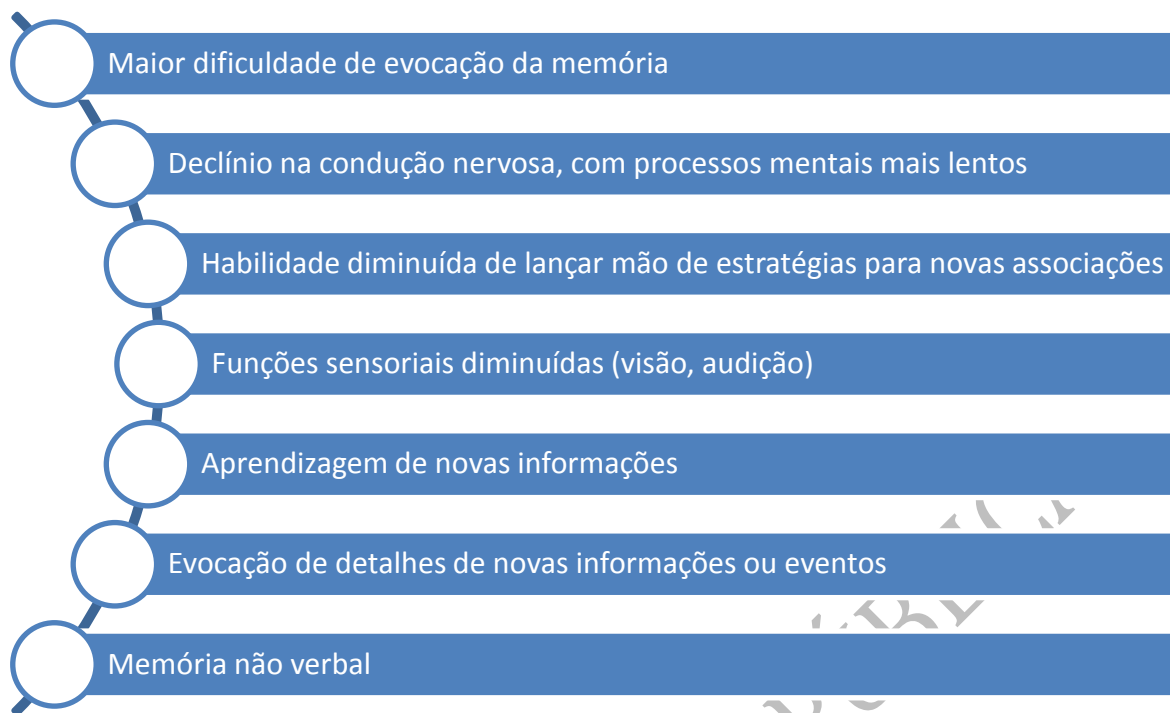 Maior dificuldade de evocação da memória
Declínio na condução nervosa, com processos mentais mais lentos
Habilidade diminuída de lançar mão de estratégias para novas associações
Funções sensoriais diminuídas (visão, audição)
Aprendizagem de novas informações
Evocação de detalhes de novas informações ou eventos
Memória não verbal